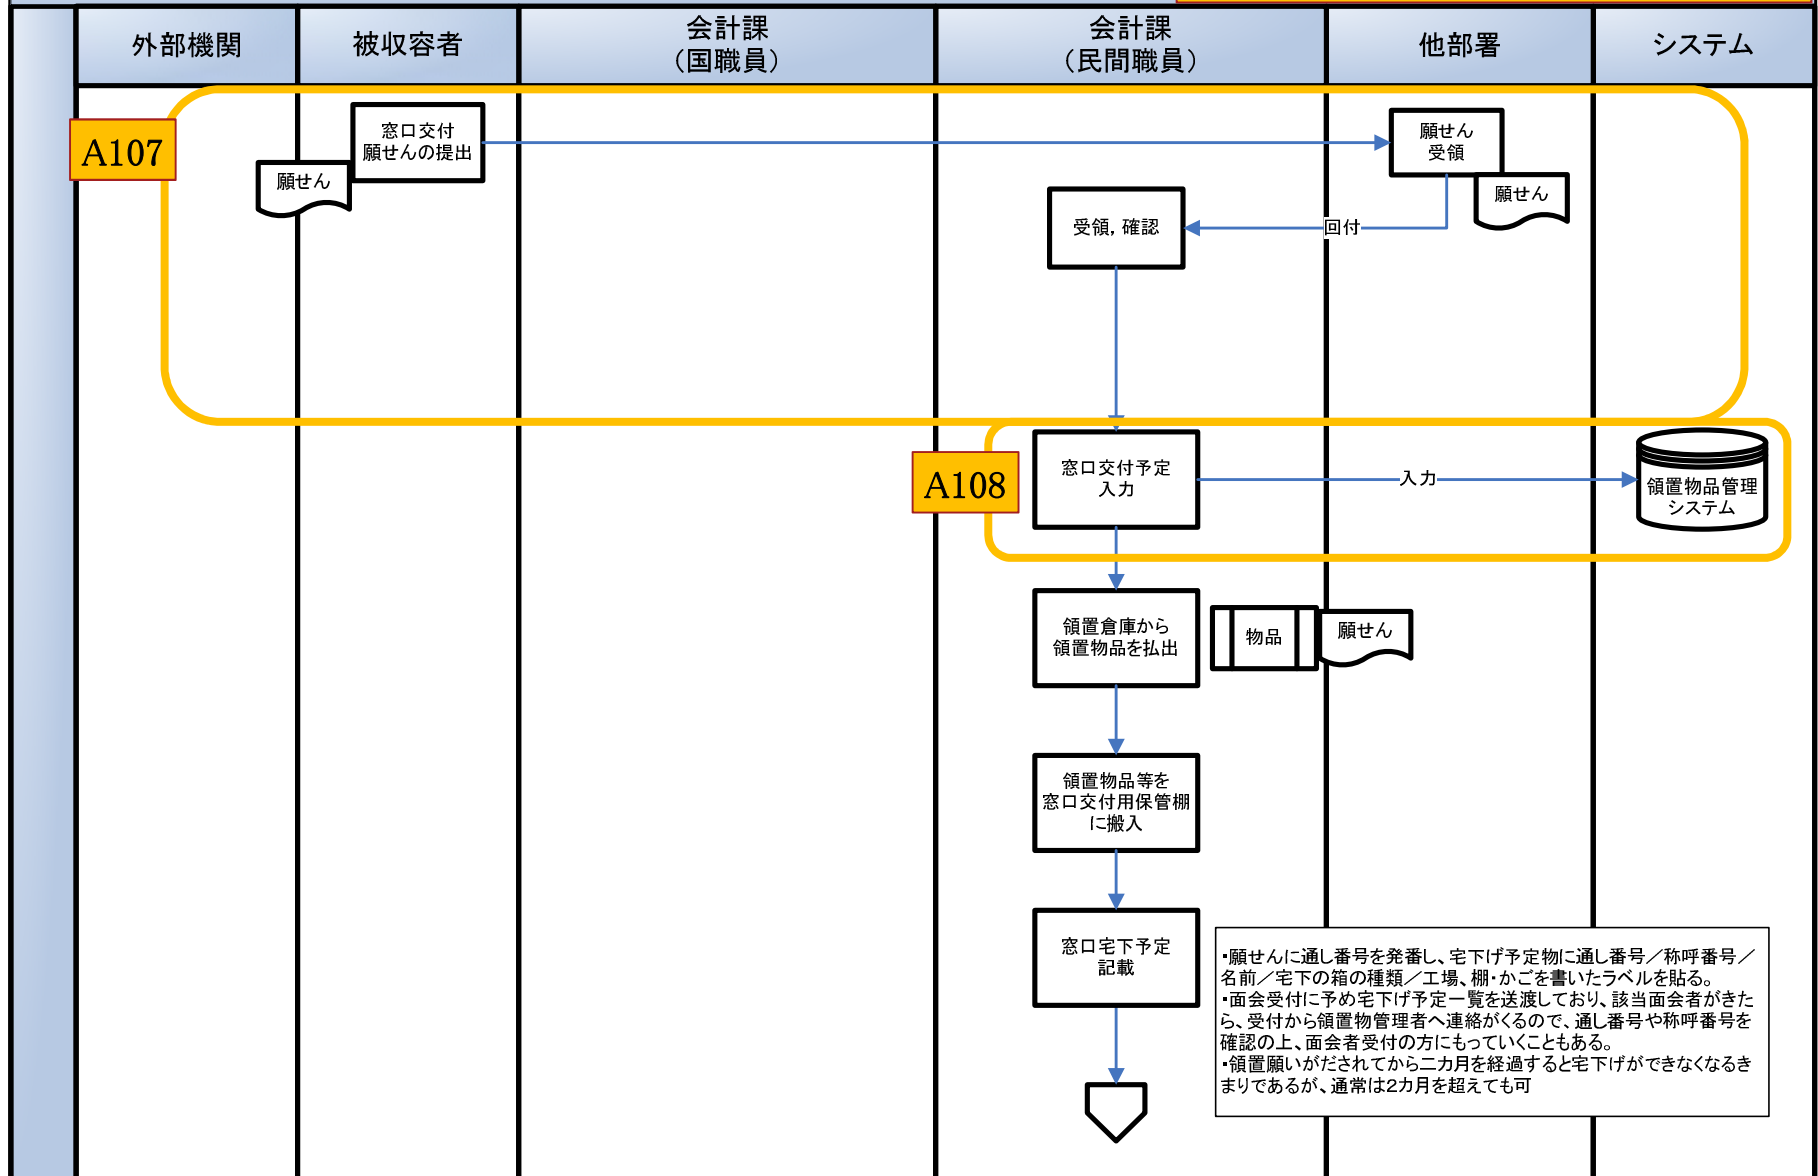 外部機関
被収容者
会計課
（国職員）
会計課
（民間職員）
他部署
システム
A107
窓口交付
願せんの提出
願せん
願せん
受領
願せん
受領，確認
回付
A108
窓口交付予定
入力
入力
領置物品管理
システム
領置倉庫から
領置物品を払出
物品
願せん
領置物品等を
窓口交付用保管棚
に搬入
窓口宅下予定
記載
・願せんに通し番号を発番し、宅下げ予定物に通し番号／称呼番号／
名前／宅下の箱の種類／工場、棚・かごを書いたラベルを貼る。
・面会受付に予め宅下げ予定一覧を送渡しており、該当面会者がきた
ら、受付から領置物管理者へ連絡がくるので、通し番号や称呼番号を
確認の上、面会者受付の方にもっていくこともある。
・領置願いがだされてから二カ月を経過すると宅下げができなくなるき
まりであるが、通常は2カ月を超えても可